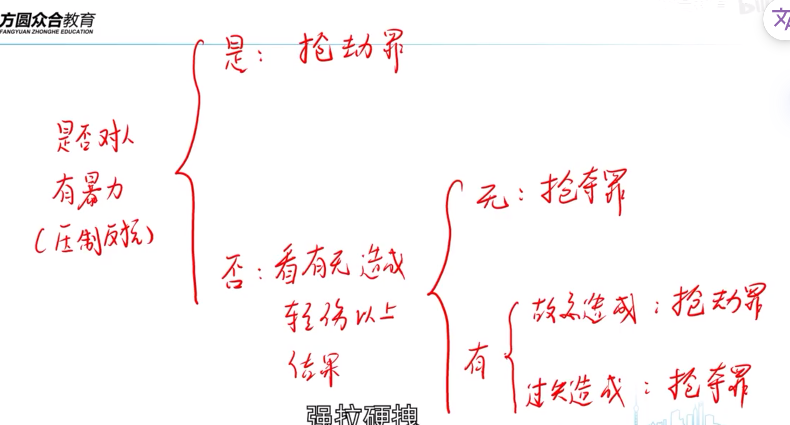 方圆众合教育
FANGYUAN ZHONGHE EDUCATION
是否对人
有暴力
(压制反抗)
是：抢劫罪
否：看有无造成
轻伤以上
结果
无：抢夺罪
有
故意造成：抢劫罪
过失造成：抢夺罪
强拉硬拽